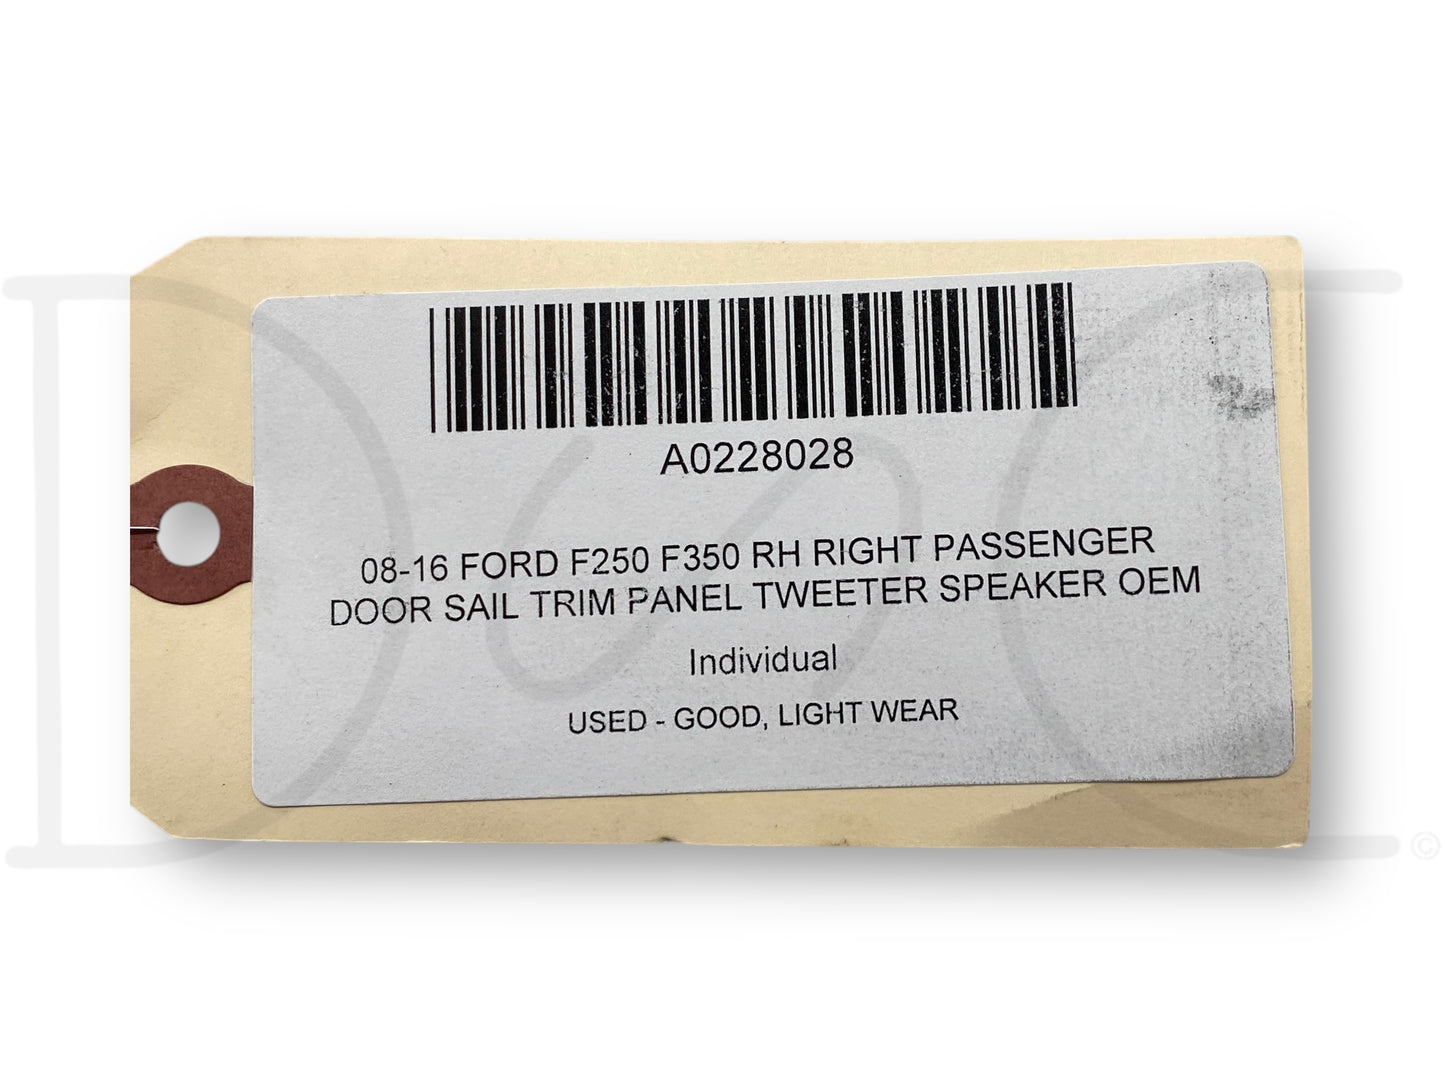 A0228028
08-16 FORD F250 F350 RH RIGHT PASSENGER
DOOR SAIL TRIM PANEL TWEETER SPEAKER OEM
Individual
USED - GOOD, LIGHT WEAR
D S C
©